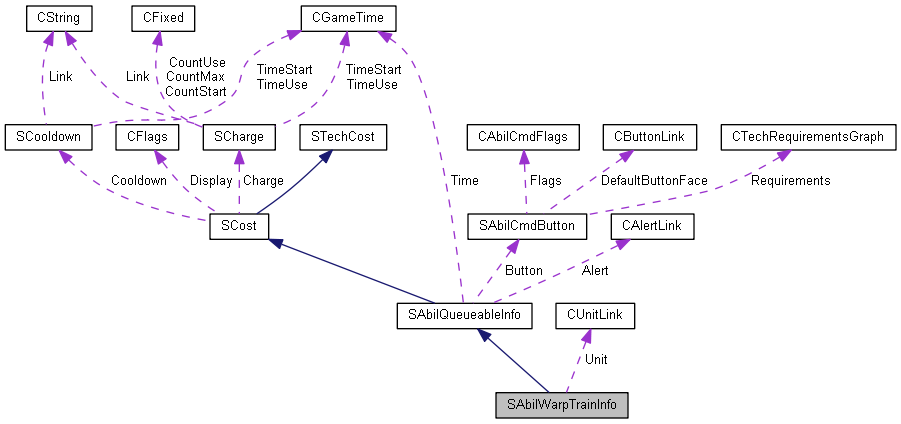 CString
CFixed
CGameTime
CountUse
CountMax
CountStart
TimeStart
TimeUse
TimeStart
TimeUse
Link
Link
SCooldown
CFlags
SCharge
STechCost
CAbilCmdFlags
CButtonLink
CTechRequirementsGraph
Cooldown
Display
Charge
Time
Flags
DefaultButtonFace
Requirements
SCost
SAbilCmdButton
CAlertLink
Button
Alert
SAbilQueueableInfo
CUnitLink
Unit
SAbilWarpTrainInfo